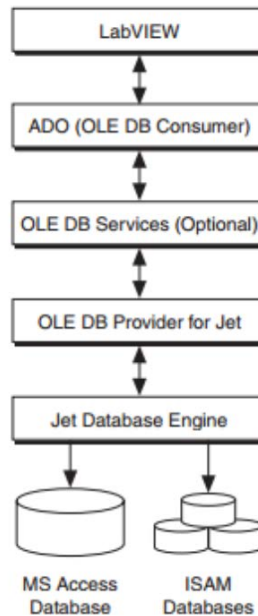 LabVIEW
ADO (OLE DB Consumer)
OLE DB Services (Optional)
OLE DB Provider for Jet
Jet Database Engine
MS Access
Database
ISAM
Databases